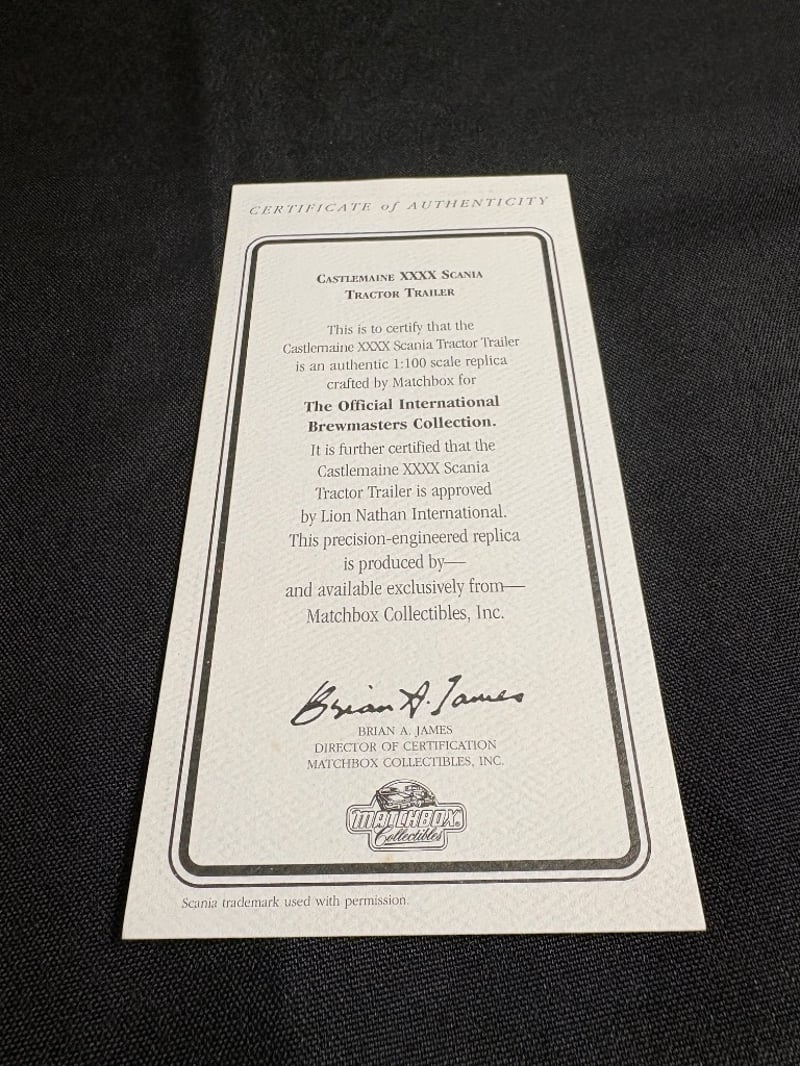 CERTIFICATE of AUTHENTICITY
CASTLEMAINE XXXX SCANIA
TRACTOR TRAILER
This is to certify that the
Castlemaine XXXX Scania Tractor Trailer
is an authentic 1:100 scale replica
crafted by Matchbox for
The Official International
Brewmasters Collection.
It is further certified that the
Castlemaine XXXX Scania
Tractor Trailer is approved
by Lion Nathan International.
This precision-engineered replica
is produced by—
and available exclusively from—
Matchbox Collectibles, Inc.
Brian A. James
BRIAN A. JAMES
DIRECTOR OF CERTIFICATION
MATCHBOX COLLECTIBLES, INC.
MATCHBOX®
Collectibles
Scania trademark used with permission.